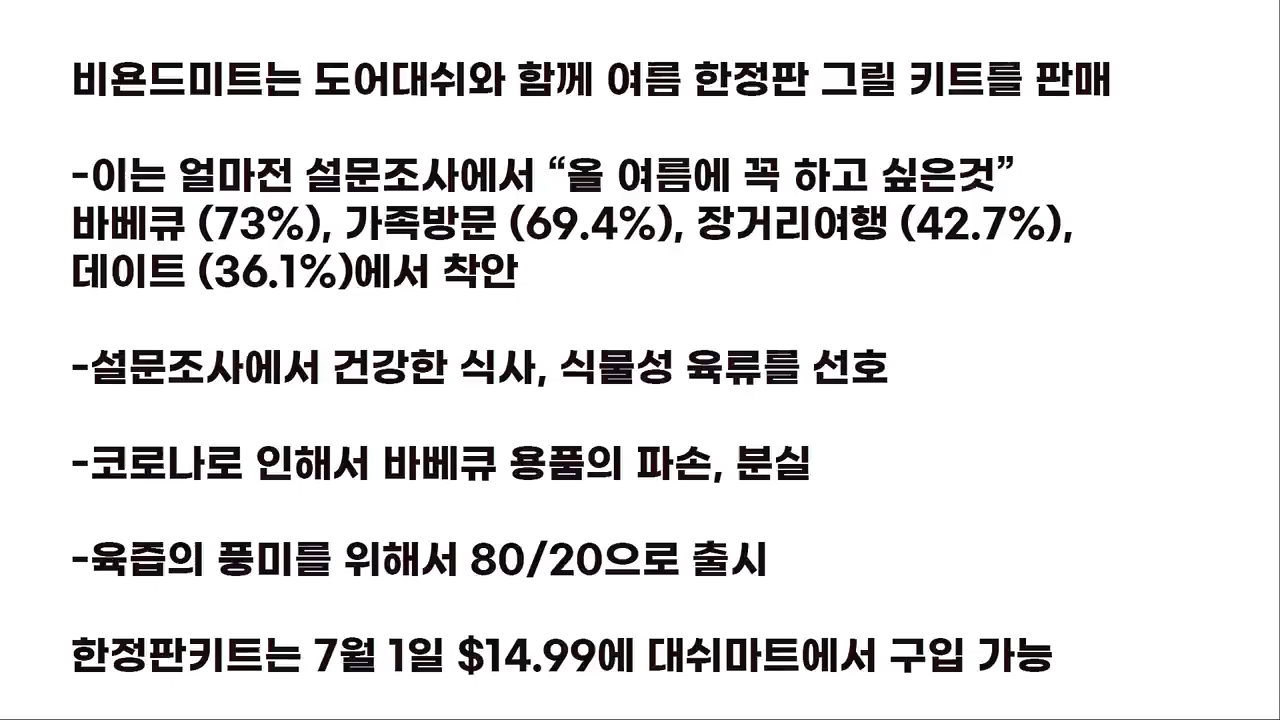 비욘드미트는 도어대쉬와 함께 여름 한정판 그릴 키트를 판매
-이는 얼마전 설문조사에서 “올 여름에 꼭 하고 싶은것”
바베큐 (73%), 가족방문 (69.4%), 장거리여행 (42.7%),
데이트 (36.1%)에서 착안
-설문조사에서 건강한 식사, 식물성 육류를 선호
-코로나로 인해서 바베큐 용품의 파손, 분실
-육즙의 풍미를 위해서 80/20으로 출시
한정판키트는 7월 1일 $14.99에 대쉬마트에서 구입 가능